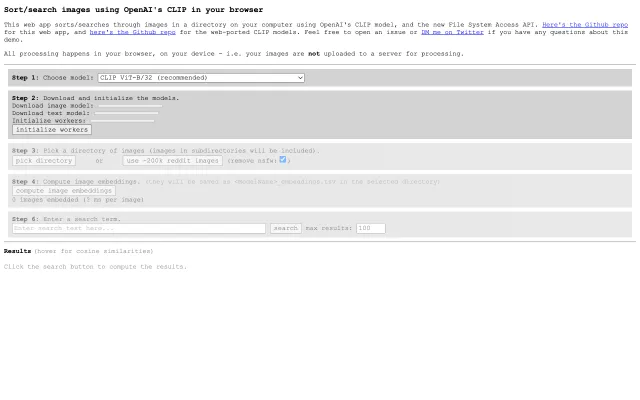 Sort/search images using OpenAI's CLIP in your browser
This web app sorts/searches through images in a directory on your computer using OpenAI's CLIP model, and the new File System Access API. Here's the Github repo
for this web app, and here's the Github repo for the web-ported CLIP models. Feel free to open an issue or DM me on Twitter if you have any questions about this
demo.
All processing happens in your browser, on your device - i.e. your images are not uploaded to a server for processing.
Step 1: Choose model: CLIP ViT-B/32 (recommended)
Step 2: Download and initialize the models.
Download image model:
Download text model:
Initialize workers:
initialize workers
Step 3: Pick a directory of images (images in subdirectories will be included).
pick directory or use ~200k reddit images (remove nsfw: )
Step 4: Compute image embeddings. (they will be saved as <modelName>_embeddings.tsv in the selected directory)
compute image embeddings
0 images embedded (? ms per image)
Step 6: Enter a search term.
Enter search text here... search max results: 100
Results (hover for cosine similarities)
Click the search button to compute the results.